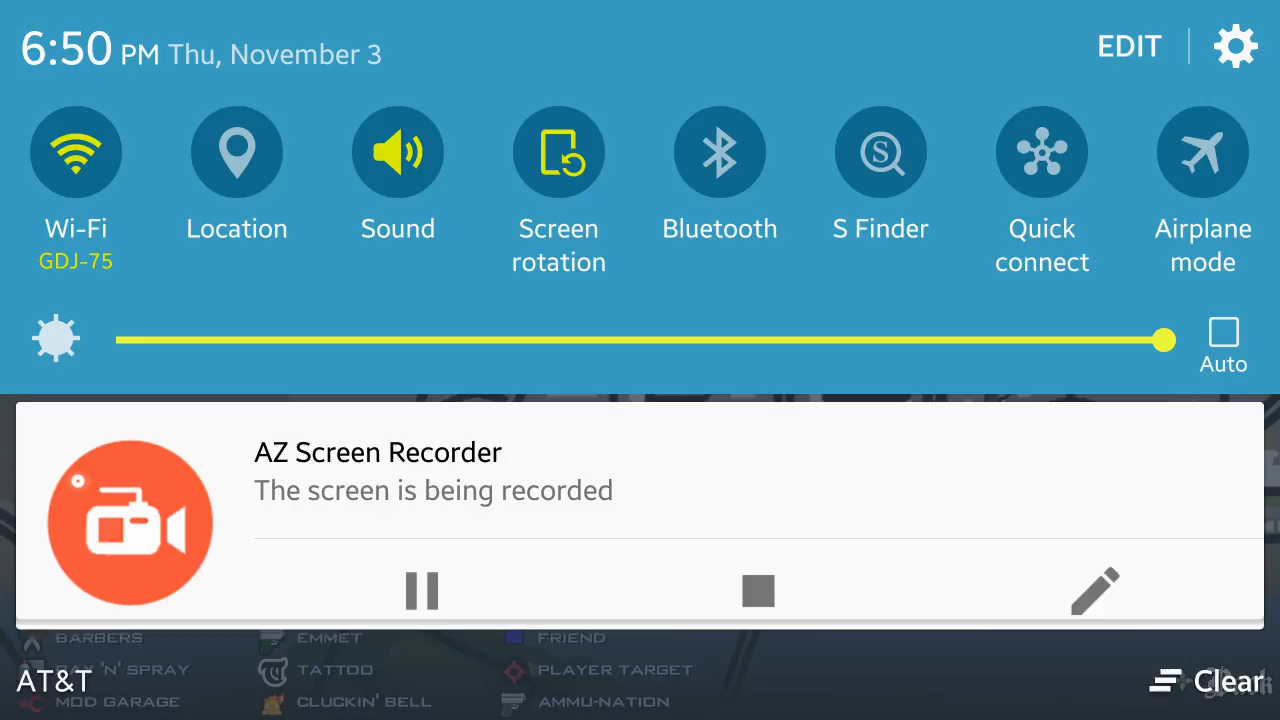 6:50 PM Thu, November 3
EDIT
Wi-Fi
GDJ-75
Location
Sound
Screen
rotation
Bluetooth
S Finder
Quick
connect
Airplane
mode
Auto
AZ Screen Recorder
The screen is being recorded
BARBERS
EMMET
FRIEND
PAY 'N' SPRAY
TATTOO
PLAYER TARGET
AT&T
Clear
MOD GARAGE
CLUCKIN' BELL
AMMU-NATION